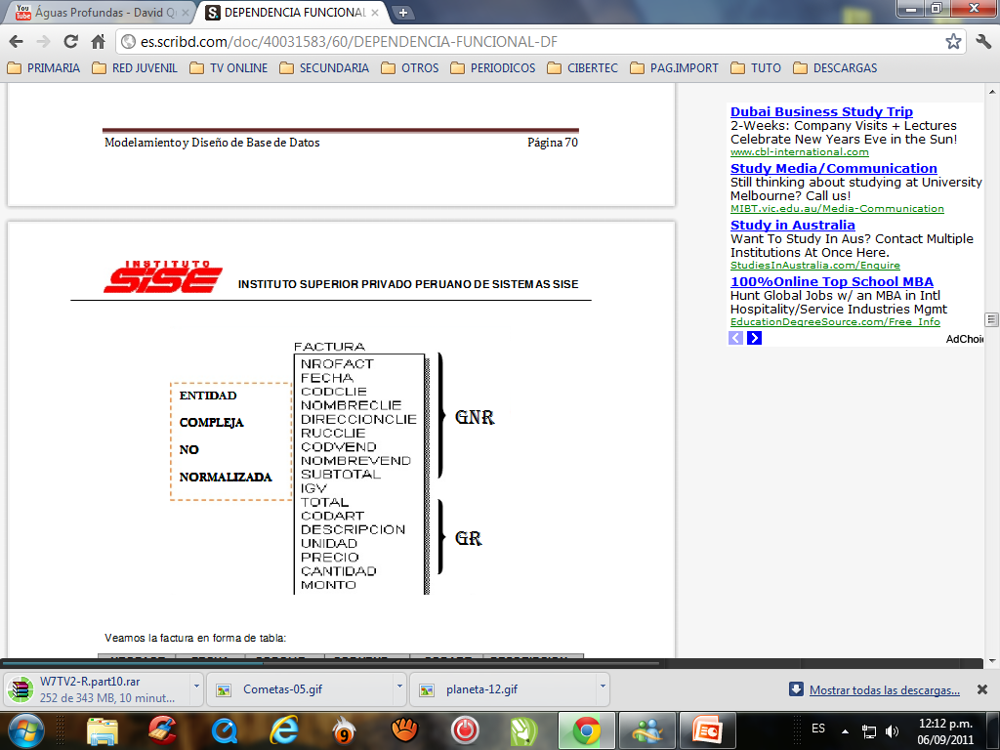 Águas Profundas - David Qu
DEPENDENCIA FUNCIONAL
es.scribd.com/doc/40031583/60/DEPENDENCIA-FUNCIONAL-DF
PRIMARIA RED JUVENIL TV ONLINE SECUNDARIA OTROS PERIODICOS CIBERTEC PAG.IMPORT TUTO DESCARGAS
Modelamiento y Diseño de Base de Datos Página 70
INSTITUTO
SISE
INSTITUTO SUPERIOR PRIVADO PERUANO DE SISTEMAS SISE
ENTIDAD
COMPLEJA
NO
NORMALIZADA
FACTURA
NROFACT
FECHA
CODCLIE
NOMBRECLIE
DIRECCIONCLIE
RUCCLIE
CODVEND
NOMBREVEND
SUBTOTAL
IGV
TOTAL
CODART
DESCRIPCION
UNIDAD
PRECIO
CANTIDAD
MONTO
GNR
GR
Veamos la factura en forma de tabla:
Dubai Business Study Trip
2-Weeks: Company Visits + Lectures
Celebrate New Years Eve in the Sun!
www.cbl-international.com
Study Media/Communication
Still thinking about studying at University
Melbourne? Call us!
MIBT.vic.edu.au/Media-Communication
Study in Australia
Want To Study In Aus? Contact Multiple
Institutions At Once Here.
StudiesInAustralia.com/Enquire
100%Online Top School MBA
Hunt Global Jobs w/ an MBA in Intl
Hospitality/Service Industries Mgmt
EducationDegreeSource.com/Free_Info
AdChoi
W7TV2-R.part10.rar
252 de 343 MB, 10 minut...
Cometas-05.gif
planeta-12.gif
Mostrar todas las descargas...
ES
12:12 p.m.
06/09/2011